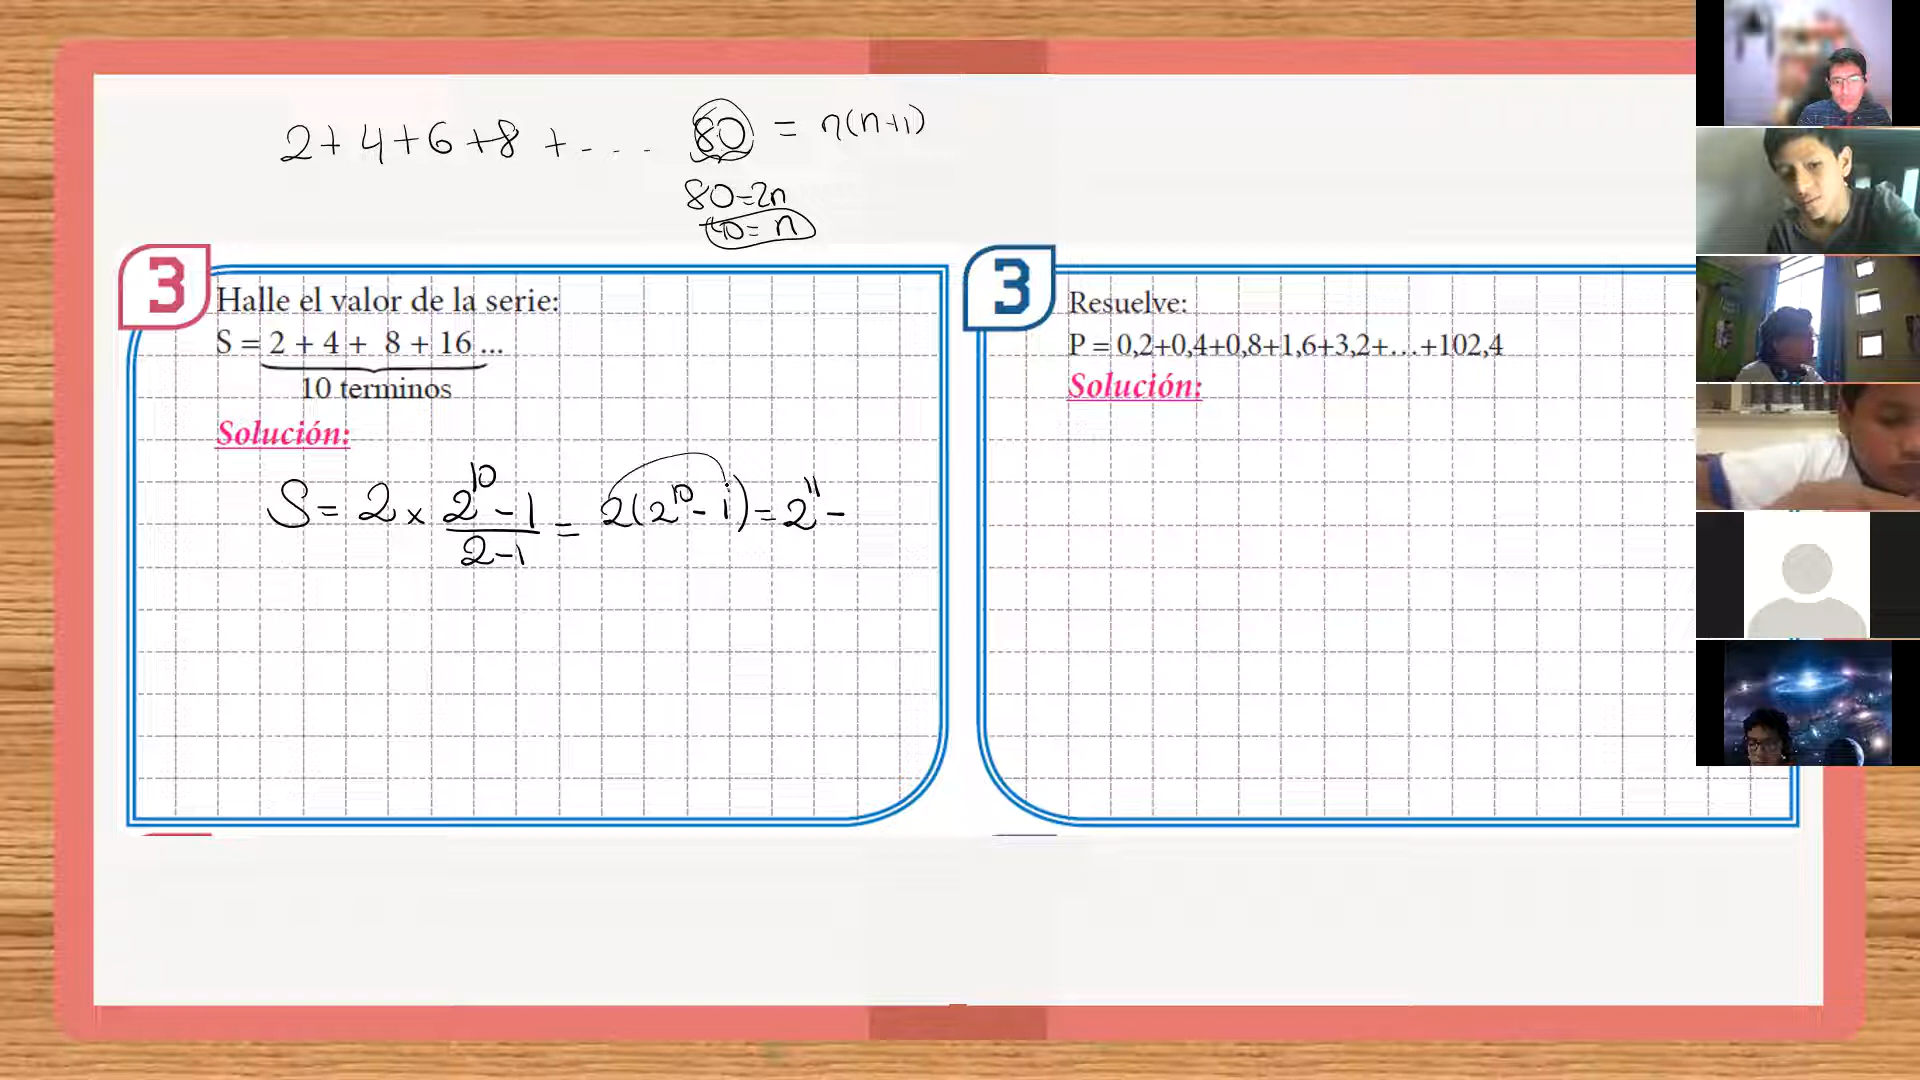 2+4+6+8+... 80 = n(n+1)
80=2n
40=n
3
Halle el valor de la serie:
S = 2 + 4 + 8 + 16 ...
10 terminos
Solución:
S = 2 x 2^10 - 1 / 2-1 = 2(2^10 - 1) = 2^11 -
3
Resuelve:
P = 0,2+0,4+0,8+1,6+3,2+...+102,4
Solución: